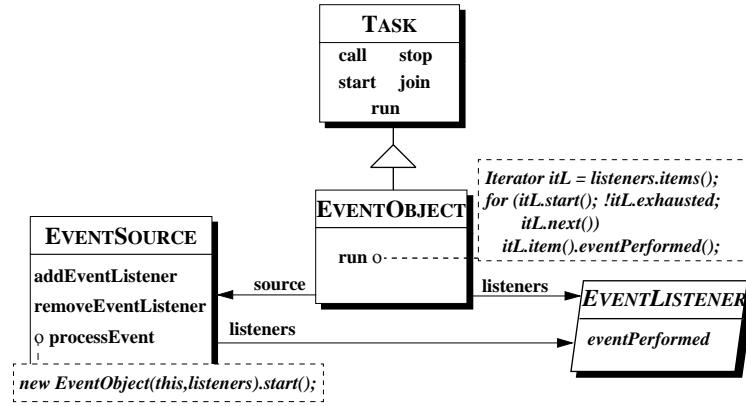 TASK
call stop
start join
run
Iterator itL = listeners.items();
for (itL.start(); !itL.exhausted;
itL.next())
itL.item().eventPerformed();
EVENTOBJECT
run o
EVENTSOURCE
addEventListener
removeEventListener
o processEvent
source
listeners
EVENTLISTENER
eventPerformed
listeners
new EventObject(this,listeners).start();